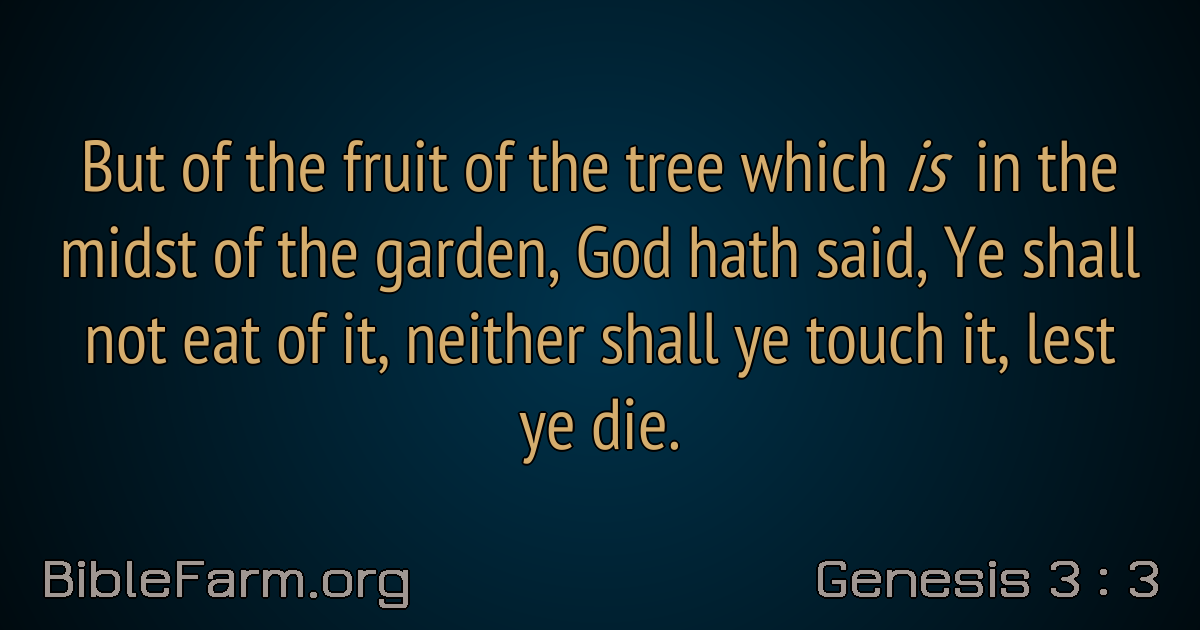 But of the fruit of the tree which is in the
midst of the garden, God hath said, Ye shall
not eat of it, neither shall ye touch it, lest
ye die.
BibleFarm.org
Genesis 3 : 3